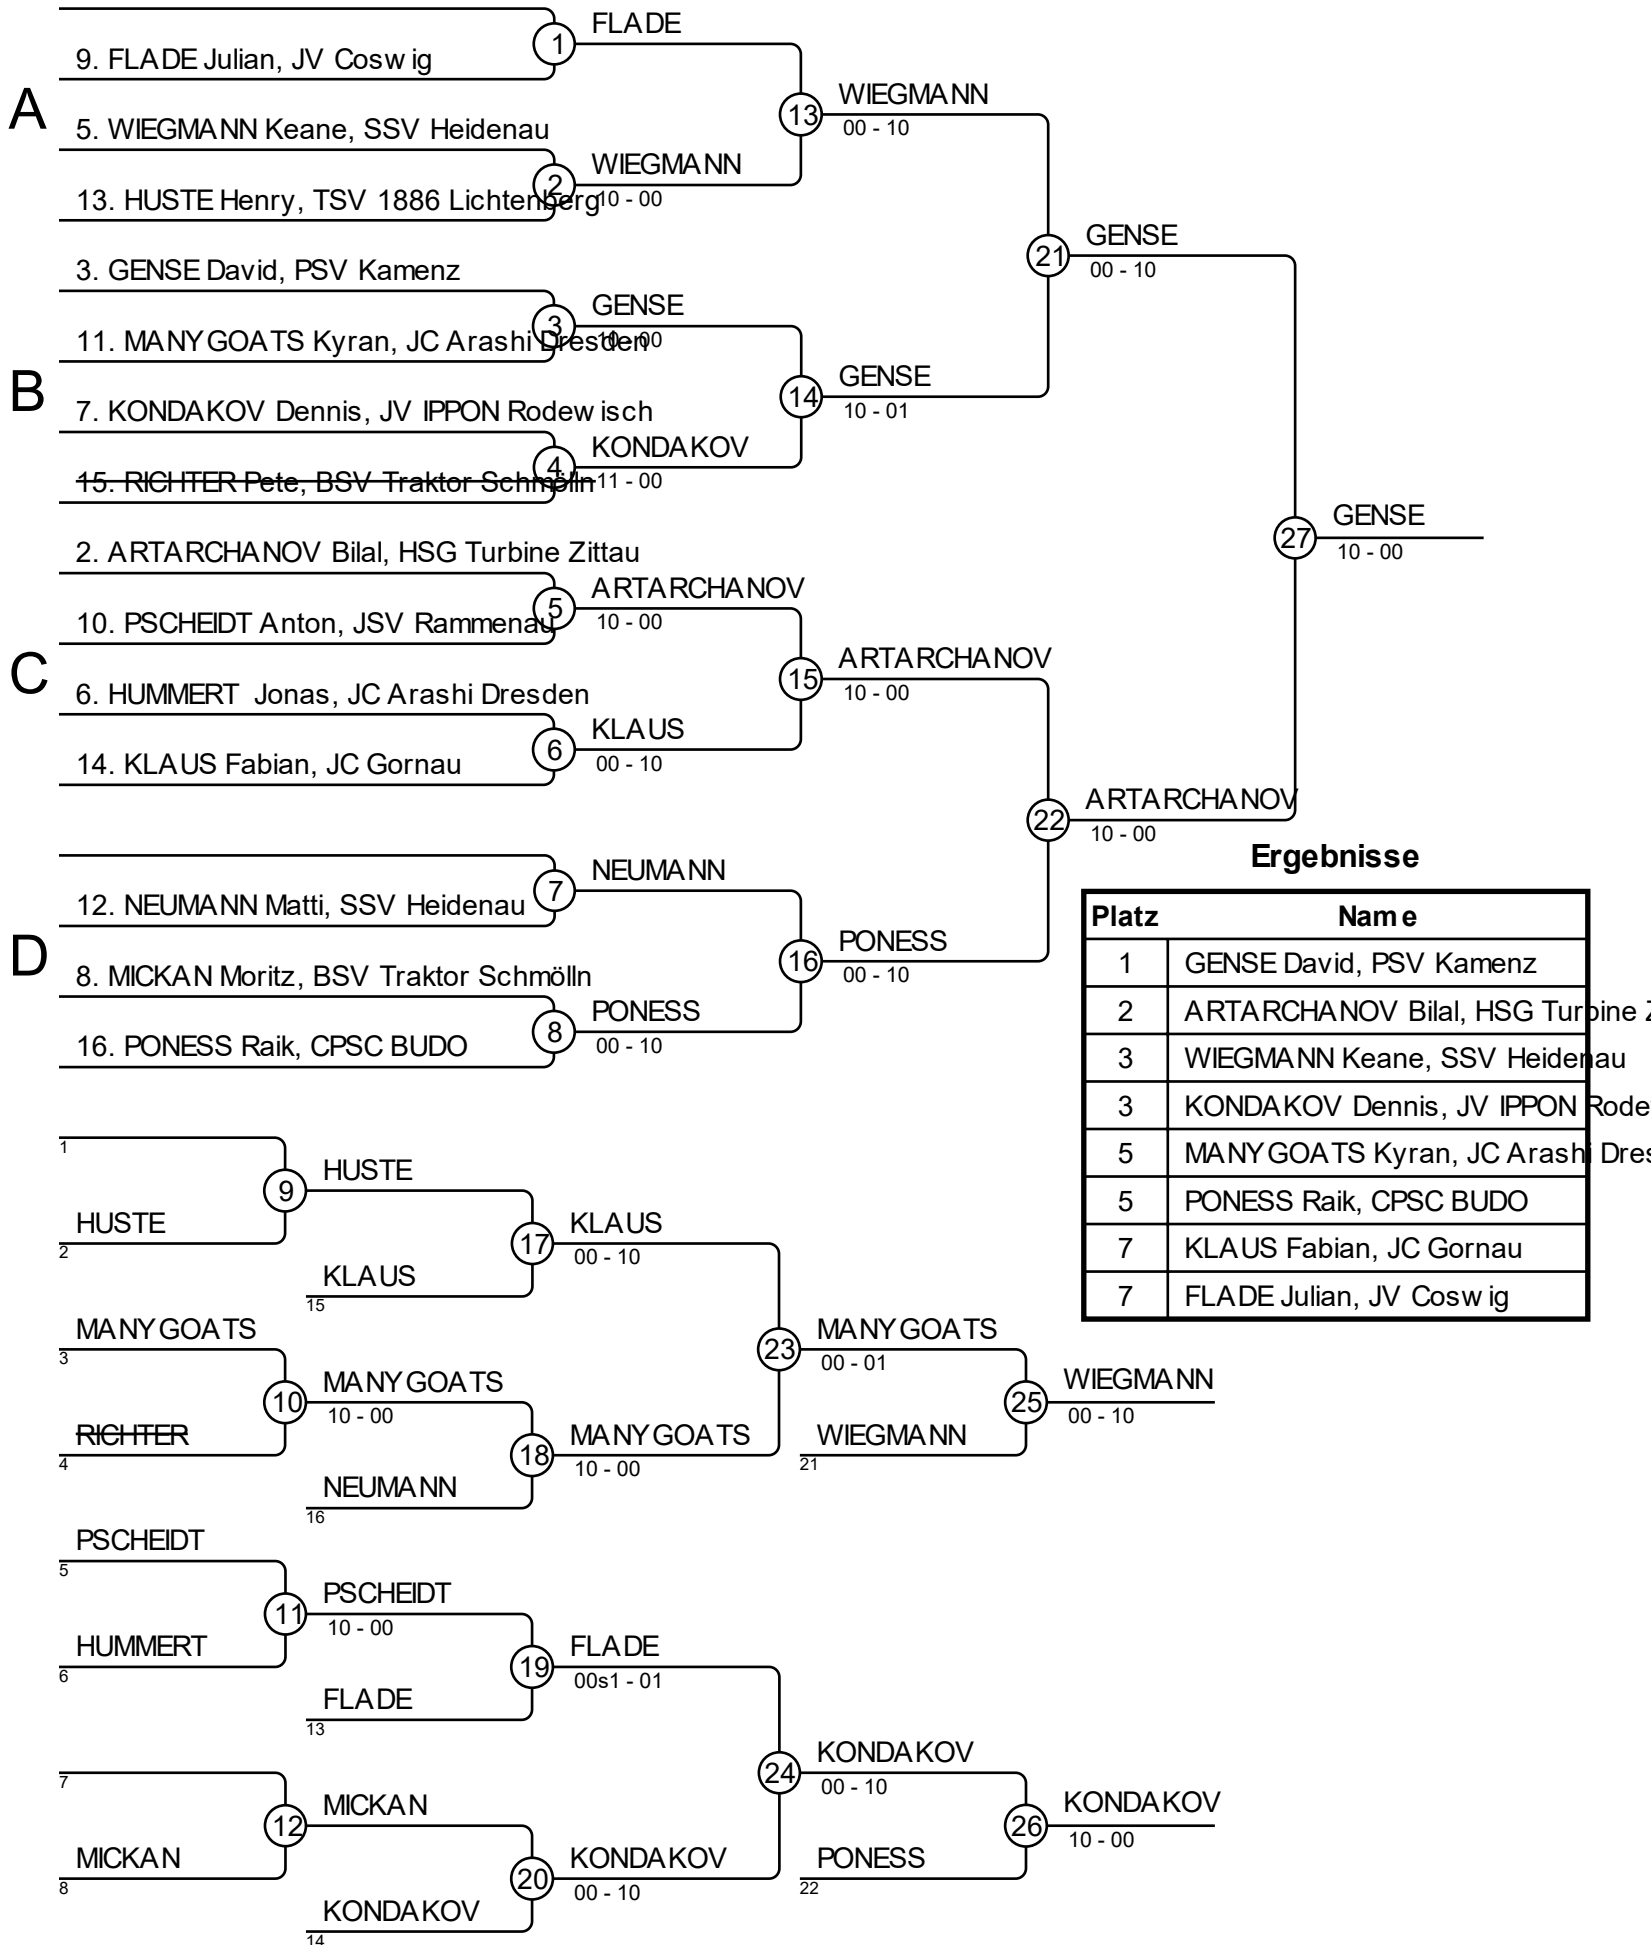 A
9. FLADE Julian, JV Coswig
1
FLADE
5. WIEGMANN Keane, SSV Heidenau
13. HUSTE Henry, TSV 1886 Lichtenberg
2
WIEGMANN
10 - 00
13
WIEGMANN
00 - 10
B
3. GENSE David, PSV Kamenz
11. MANYGOATS Kyran, JC Arashi Dresden
3
GENSE
10 - 00
7. KONDAKOV Dennis, JV IPPON Rodewisch
15. RICHTER Pete, BSV Traktor Schmölln
4
KONDAKOV
11 - 00
14
GENSE
10 - 01
21
GENSE
00 - 10
C
2. ARTARCHANOV Bilal, HSG Turbine Zittau
10. PSCHEIDT Anton, JSV Rammenau
5
ARTARCHANOV
10 - 00
6. HUMMERT Jonas, JC Arashi Dresden
14. KLAUS Fabian, JC Gornau
6
KLAUS
00 - 10
15
ARTARCHANOV
10 - 00
D
12. NEUMANN Matti, SSV Heidenau
7
NEUMANN
8. MICKAN Moritz, BSV Traktor Schmölln
16. PONESS Raik, CPSC BUDO
8
PONESS
00 - 10
16
PONESS
00 - 10
22
ARTARCHANOV
10 - 00
27
GENSE
10 - 00
Ergebnisse
Platz Name
1 GENSE David, PSV Kamenz
2 ARTARCHANOV Bilal, HSG Turbine Z
3 WIEGMANN Keane, SSV Heidenau
3 KONDAKOV Dennis, JV IPPON Rode
5 MANYGOATS Kyran, JC Arashi Dres
5 PONESS Raik, CPSC BUDO
7 KLAUS Fabian, JC Gornau
7 FLADE Julian, JV Coswig
1
HUSTE
2
9
HUSTE
KLAUS
15
17
KLAUS
00 - 10
MANYGOATS
3
RICHTER
4
10
MANYGOATS
10 - 00
NEUMANN
16
18
MANYGOATS
10 - 00
23
MANYGOATS
00 - 01
WIEGMANN
21
25
WIEGMANN
00 - 10
PSCHEIDT
5
HUMMERT
6
11
PSCHEIDT
10 - 00
FLADE
13
19
FLADE
00s1 - 01
7
MICKAN
8
12
MICKAN
KONDAKOV
14
20
KONDAKOV
00 - 10
24
KONDAKOV
00 - 10
PONESS
22
26
KONDAKOV
10 - 00